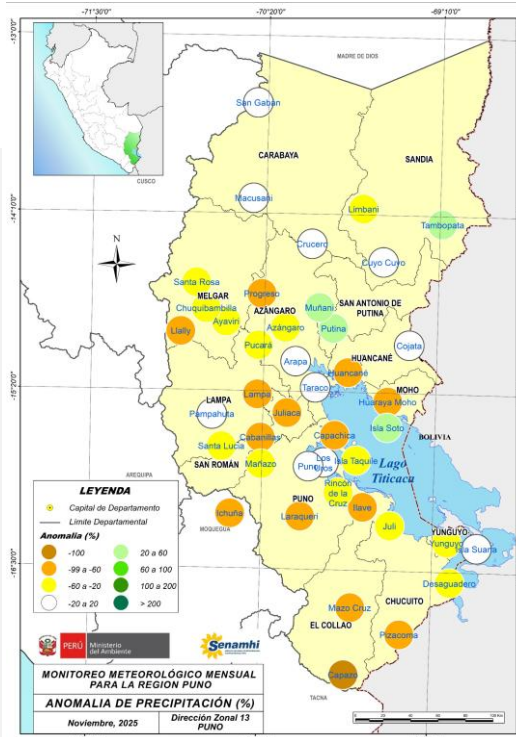 -71°30'0"
-70°20'0"
-69°10'0"
-13°0'0"
MADRE DE DIOS
CUSCO
San Gabán
CARABAYA
SANDIA
Macusani
Limbani
-14°10'0"
Tambopata
Crucero
Cuyo Cuyo
N
Santa Rosa
Progreso
MELGAR
Muñani
SAN ANTONIO DE
PUTINA
Chuquibambilla
AZÁNGARO
Ayaviri
Azángaro
Putina
Llally
Pucará
Cojata
Arapa
HUANCANÉ
Huancané
-15°20'0"
Taraco
MOHO
Lampa
Huaraya Moho
LAMPA
Pampahuta
Juliaca
Isla Soto
Cabanillas
Capachica
BOLIVIA
Santa Lucia
SAN ROMÁN
Mañazo
Puno
Los Uros
Isla Taquile
Lago
Titicaca
AREQUIPA
Rincón
de la
Cruz
LEYENDA
Capital de Departamento
Límite Departamental
Anomalía (%)
-100
-99 a -60
-60 a -20
-20 a 20
20 a 60
60 a 100
100 a 200
> 200
PUNO
Ichuña
Laraqueri
Ilave
Juli
MOQUEGUA
YUNGUYO
Yunguyo
Isla Suana
-16°30'0"
Desaguadero
CHUCUITO
Mazo Cruz
EL COLLAO
Pizacoma
Capazo
TACNA
PERÚ
Ministerio
del Ambiente
Senamhi
MONITOREO METEOROLÓGICO MENSUAL
PARA LA REGION PUNO
ANOMALIA DE PRECIPITACIÓN (%)
Noviembre, 2025
Dirección Zonal 13
PUNO